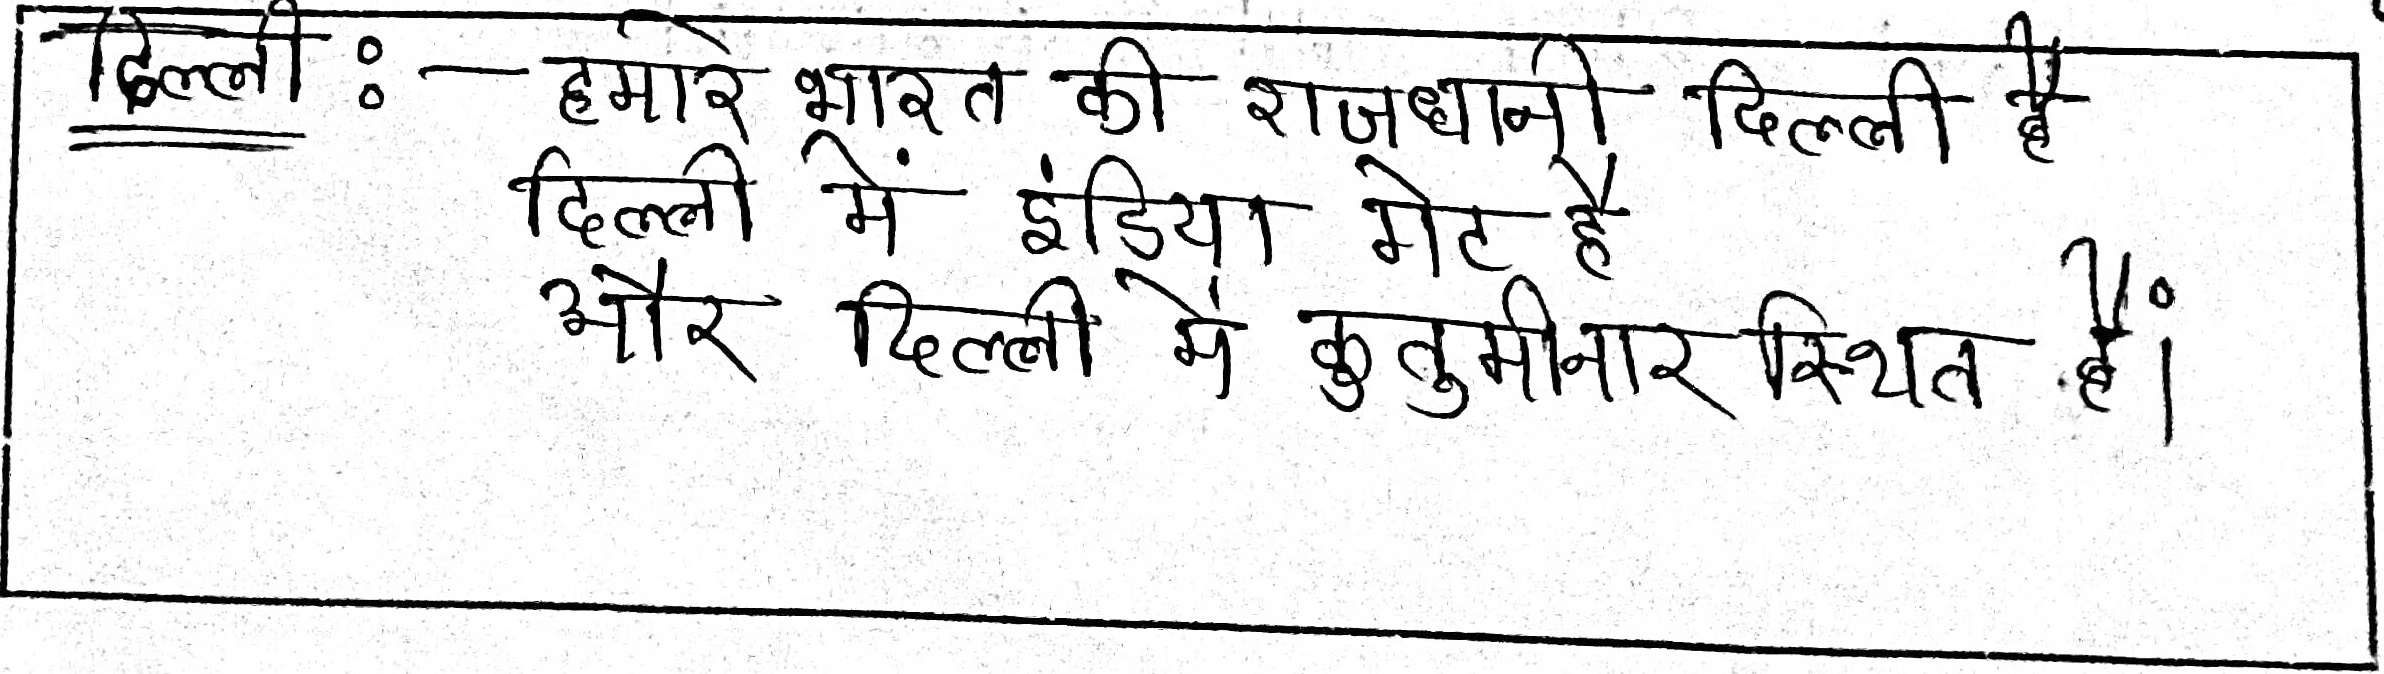 दिल्ली :- हमारे भारत की राजधानी दिल्ली है
दिल्ली में इंडिया गेट है
और दिल्ली में कुतुमीनार स्थित हैं।